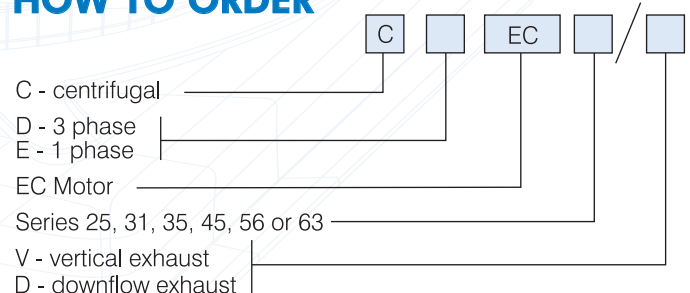 HOW TO ORDER
C EC /
C - centrifugal
D - 3 phase
E - 1 phase
EC Motor
Series 25, 31, 35, 45, 56 or 63
V - vertical exhaust
D - downflow exhaust